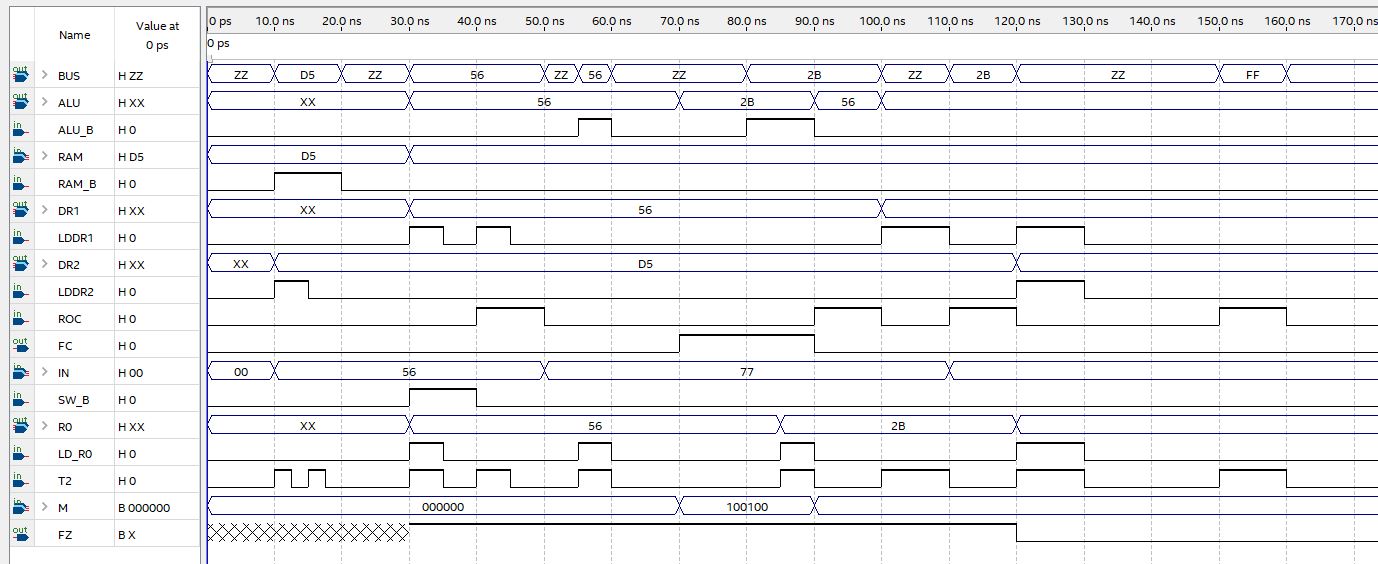 Name Value at 0 ps 0 ps 10.0 ns 20.0 ns 30.0 ns 40.0 ns 50.0 ns 60.0 ns 70.0 ns 80.0 ns 90.0 ns 100.0 ns 110.0 ns 120.0 ns 130.0 ns 140.0 ns 150.0 ns 160.0 ns 170.0 ns
0 ps
out BUS H ZZ ZZ D5 ZZ 56 ZZ 56 ZZ 2B ZZ 2B ZZ FF
out ALU H XX XX 56 2B 56
in ALU_B H 0
in RAM H D5 D5
in RAM_B H 0
out DR1 H XX XX 56
in LDDR1 H 0
out DR2 H XX XX D5
in LDDR2 H 0
in ROC H 0
out FC H 0
in IN H 00 00 56 77
in SW_B H 0
out R0 H XX XX 56 2B
in LD_R0 H 0
in T2 H 0
in M B 000000 000000 100100
out FZ B X